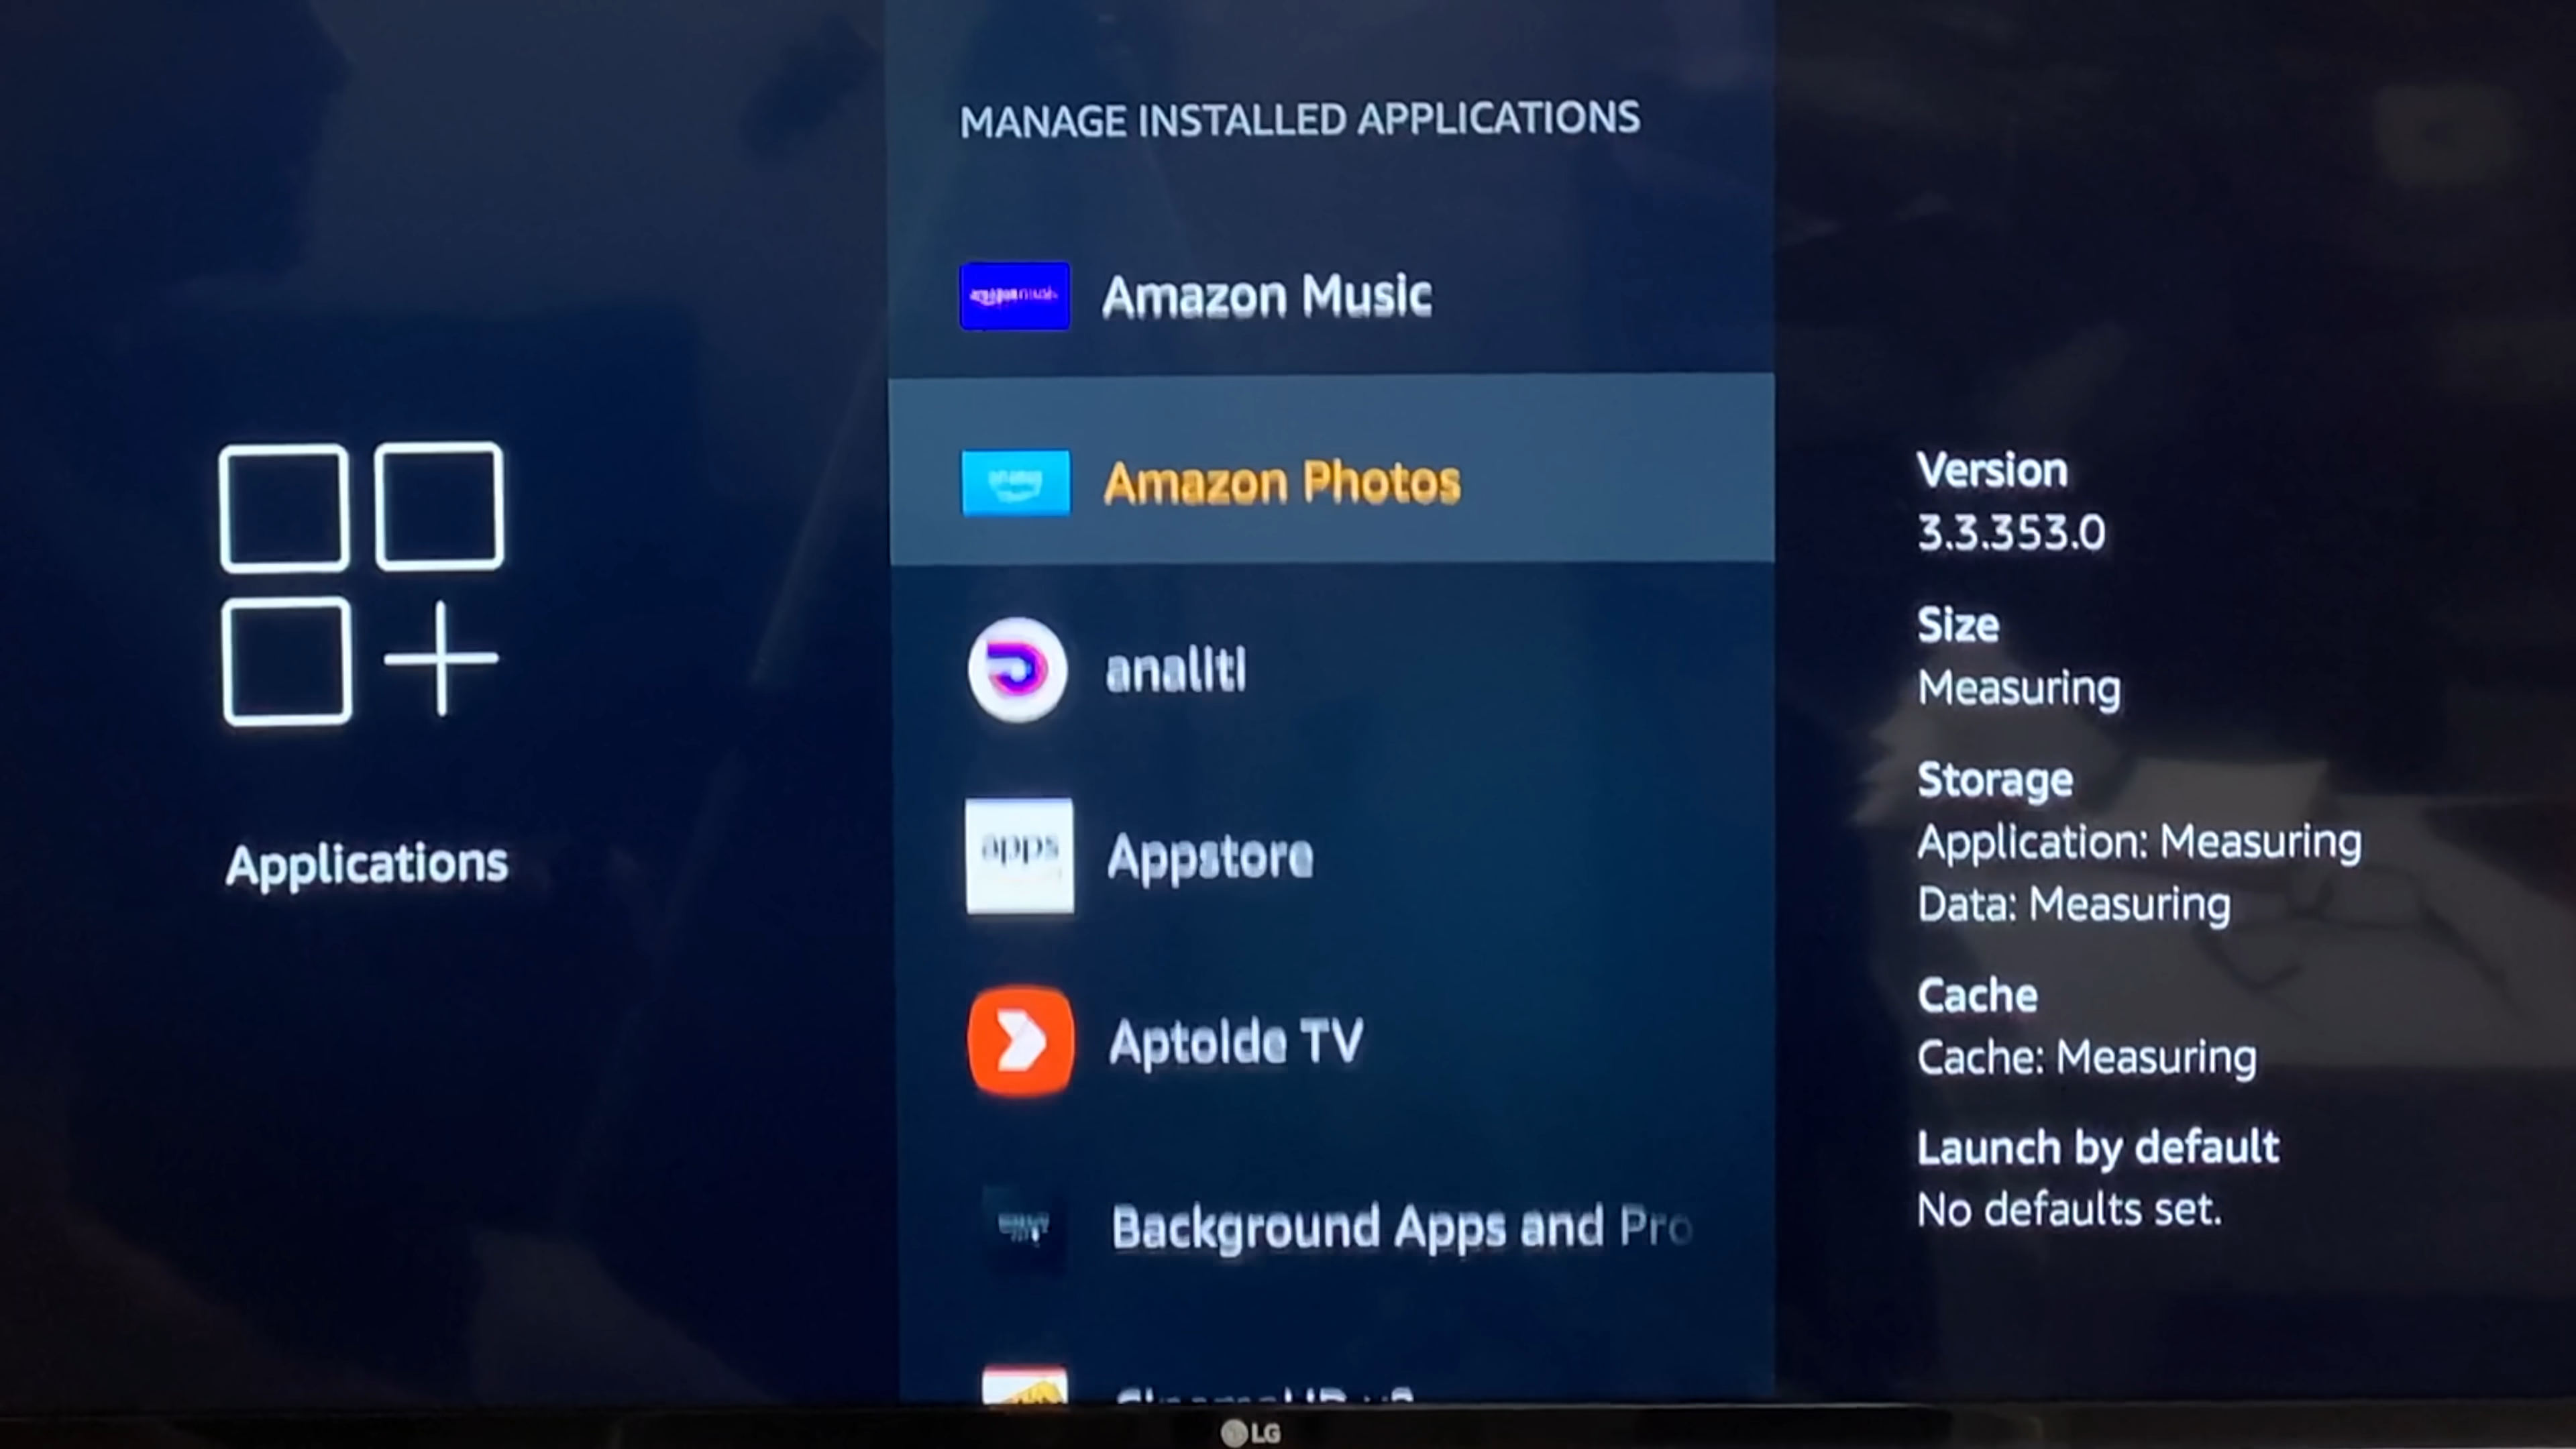 MANAGE INSTALLED APPLICATIONS
Amazon Music
Amazon Photos
analiti
apps
Appstore
Aptoide TV
Background Apps and Pro
Applications
Version
3.3.353.0
Size
Measuring
Storage
Application: Measuring
Data: Measuring
Cache
Cache: Measuring
Launch by default
No defaults set.
LG